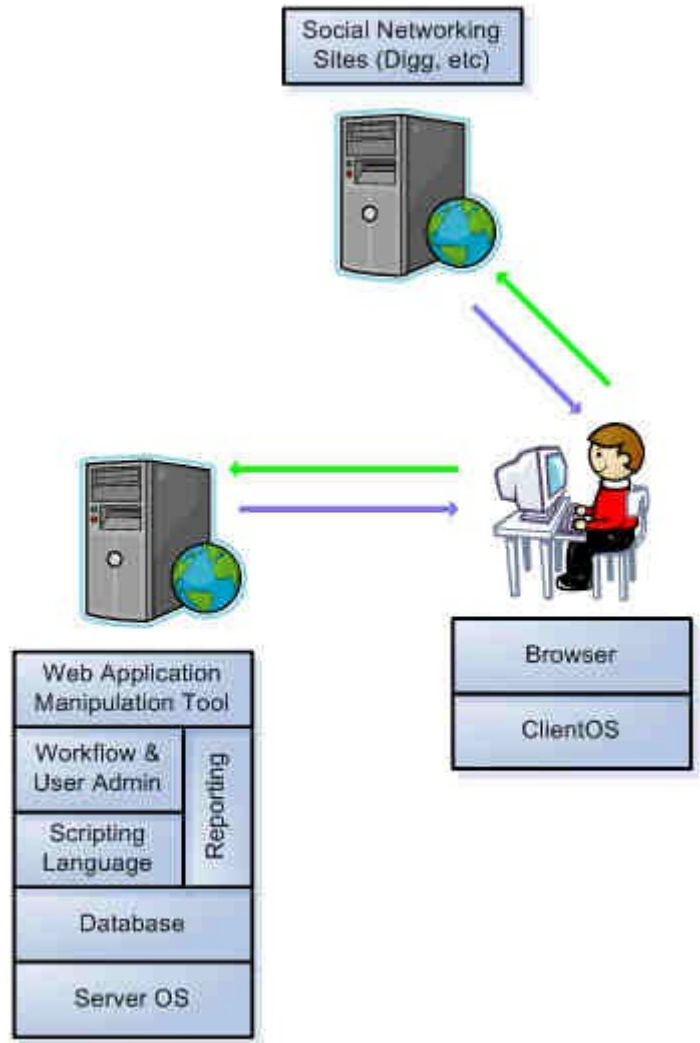 Social Networking
Sites (Digg, etc)
Browser
ClientOS
Web Application
Manipulation Tool
Workflow &
User Admin
Reporting
Scripting
Language
Database
Server OS